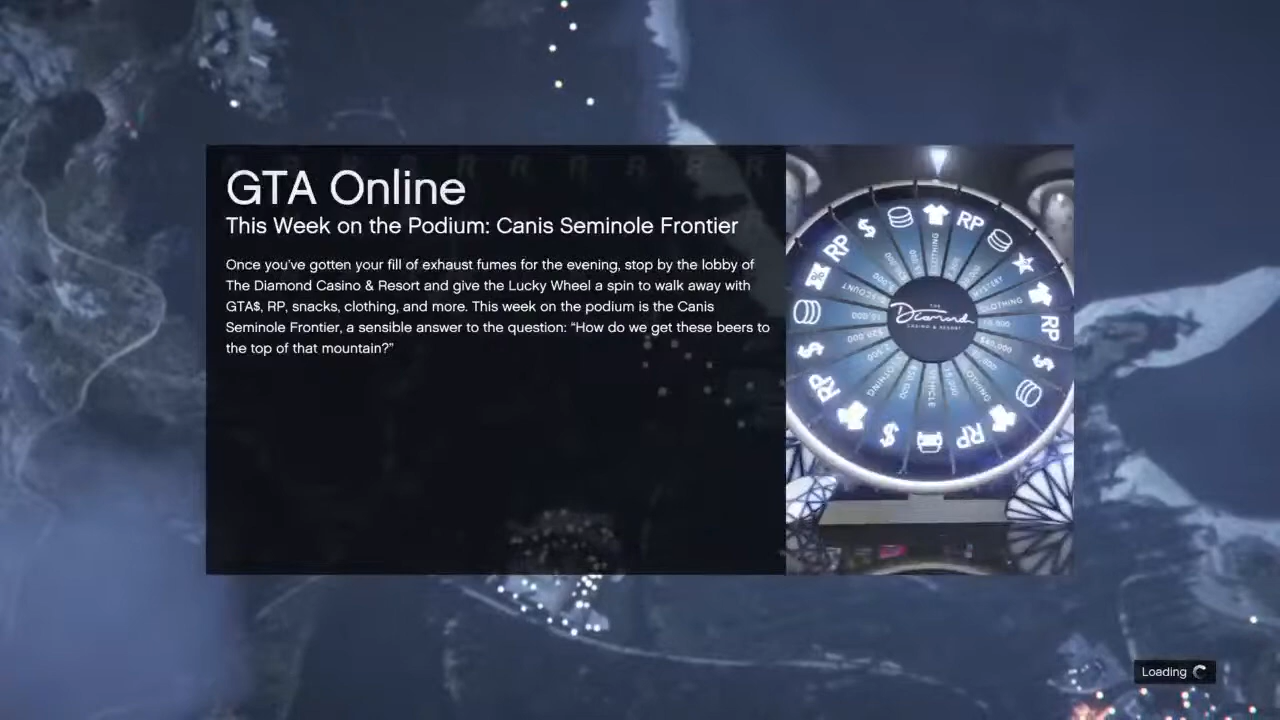 GTA Online
This Week on the Podium: Canis Seminole Frontier
Once you've gotten your fill of exhaust fumes for the evening, stop by the lobby of
The Diamond Casino & Resort and give the Lucky Wheel a spin to walk away with
GTA$, RP, snacks, clothing, and more. This week on the podium is the Canis
Seminole Frontier, a sensible answer to the question: “How do we get these beers to
the top of that mountain?”
RP
RP
$
CLOTHING
MYSTERY
CLOTHING
RP
THE
Diamond
CASINO & RESORT
$40,000
$
$
RP
CLOTHING
VEHICLE
$
RP
Loading